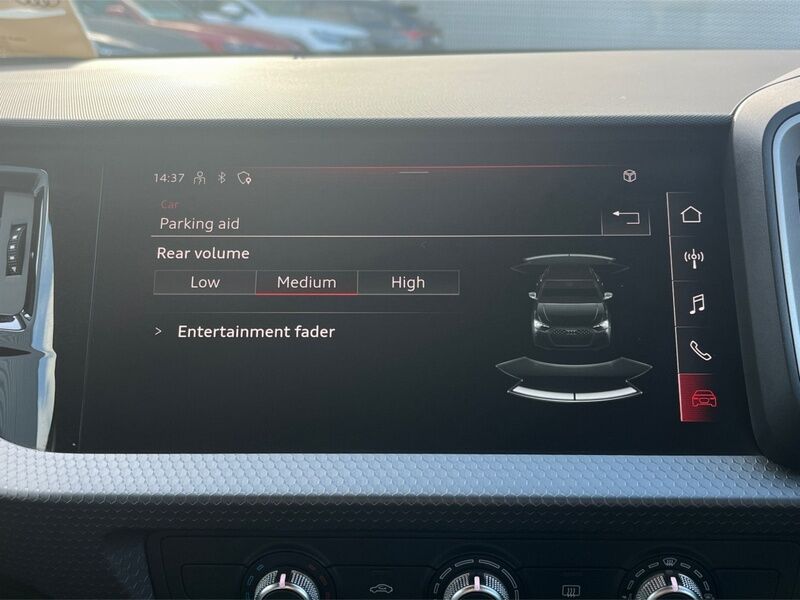 14:37
Car
Parking aid
Rear volume
Low Medium High
> Entertainment fader